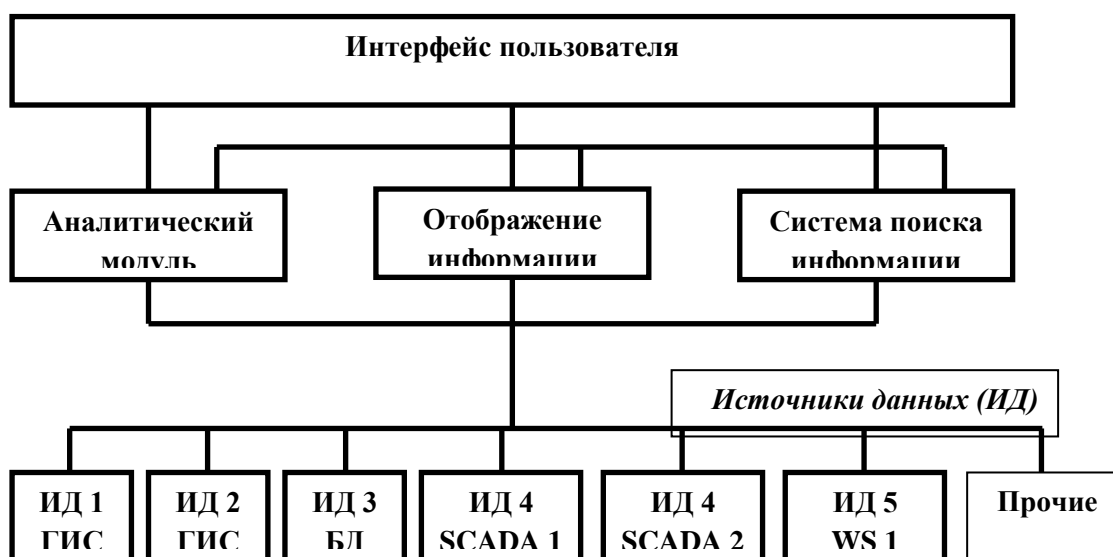 Интерфейс пользователя
Аналитический
модуль
Отображение
информации
Система поиска
информации
Источники данных (ИД)
ИД 1
ГИС
ИД 2
ГИС
ИД 3
БД
ИД 4
SCADA 1
ИД 4
SCADA 2
ИД 5
WS 1
Прочие